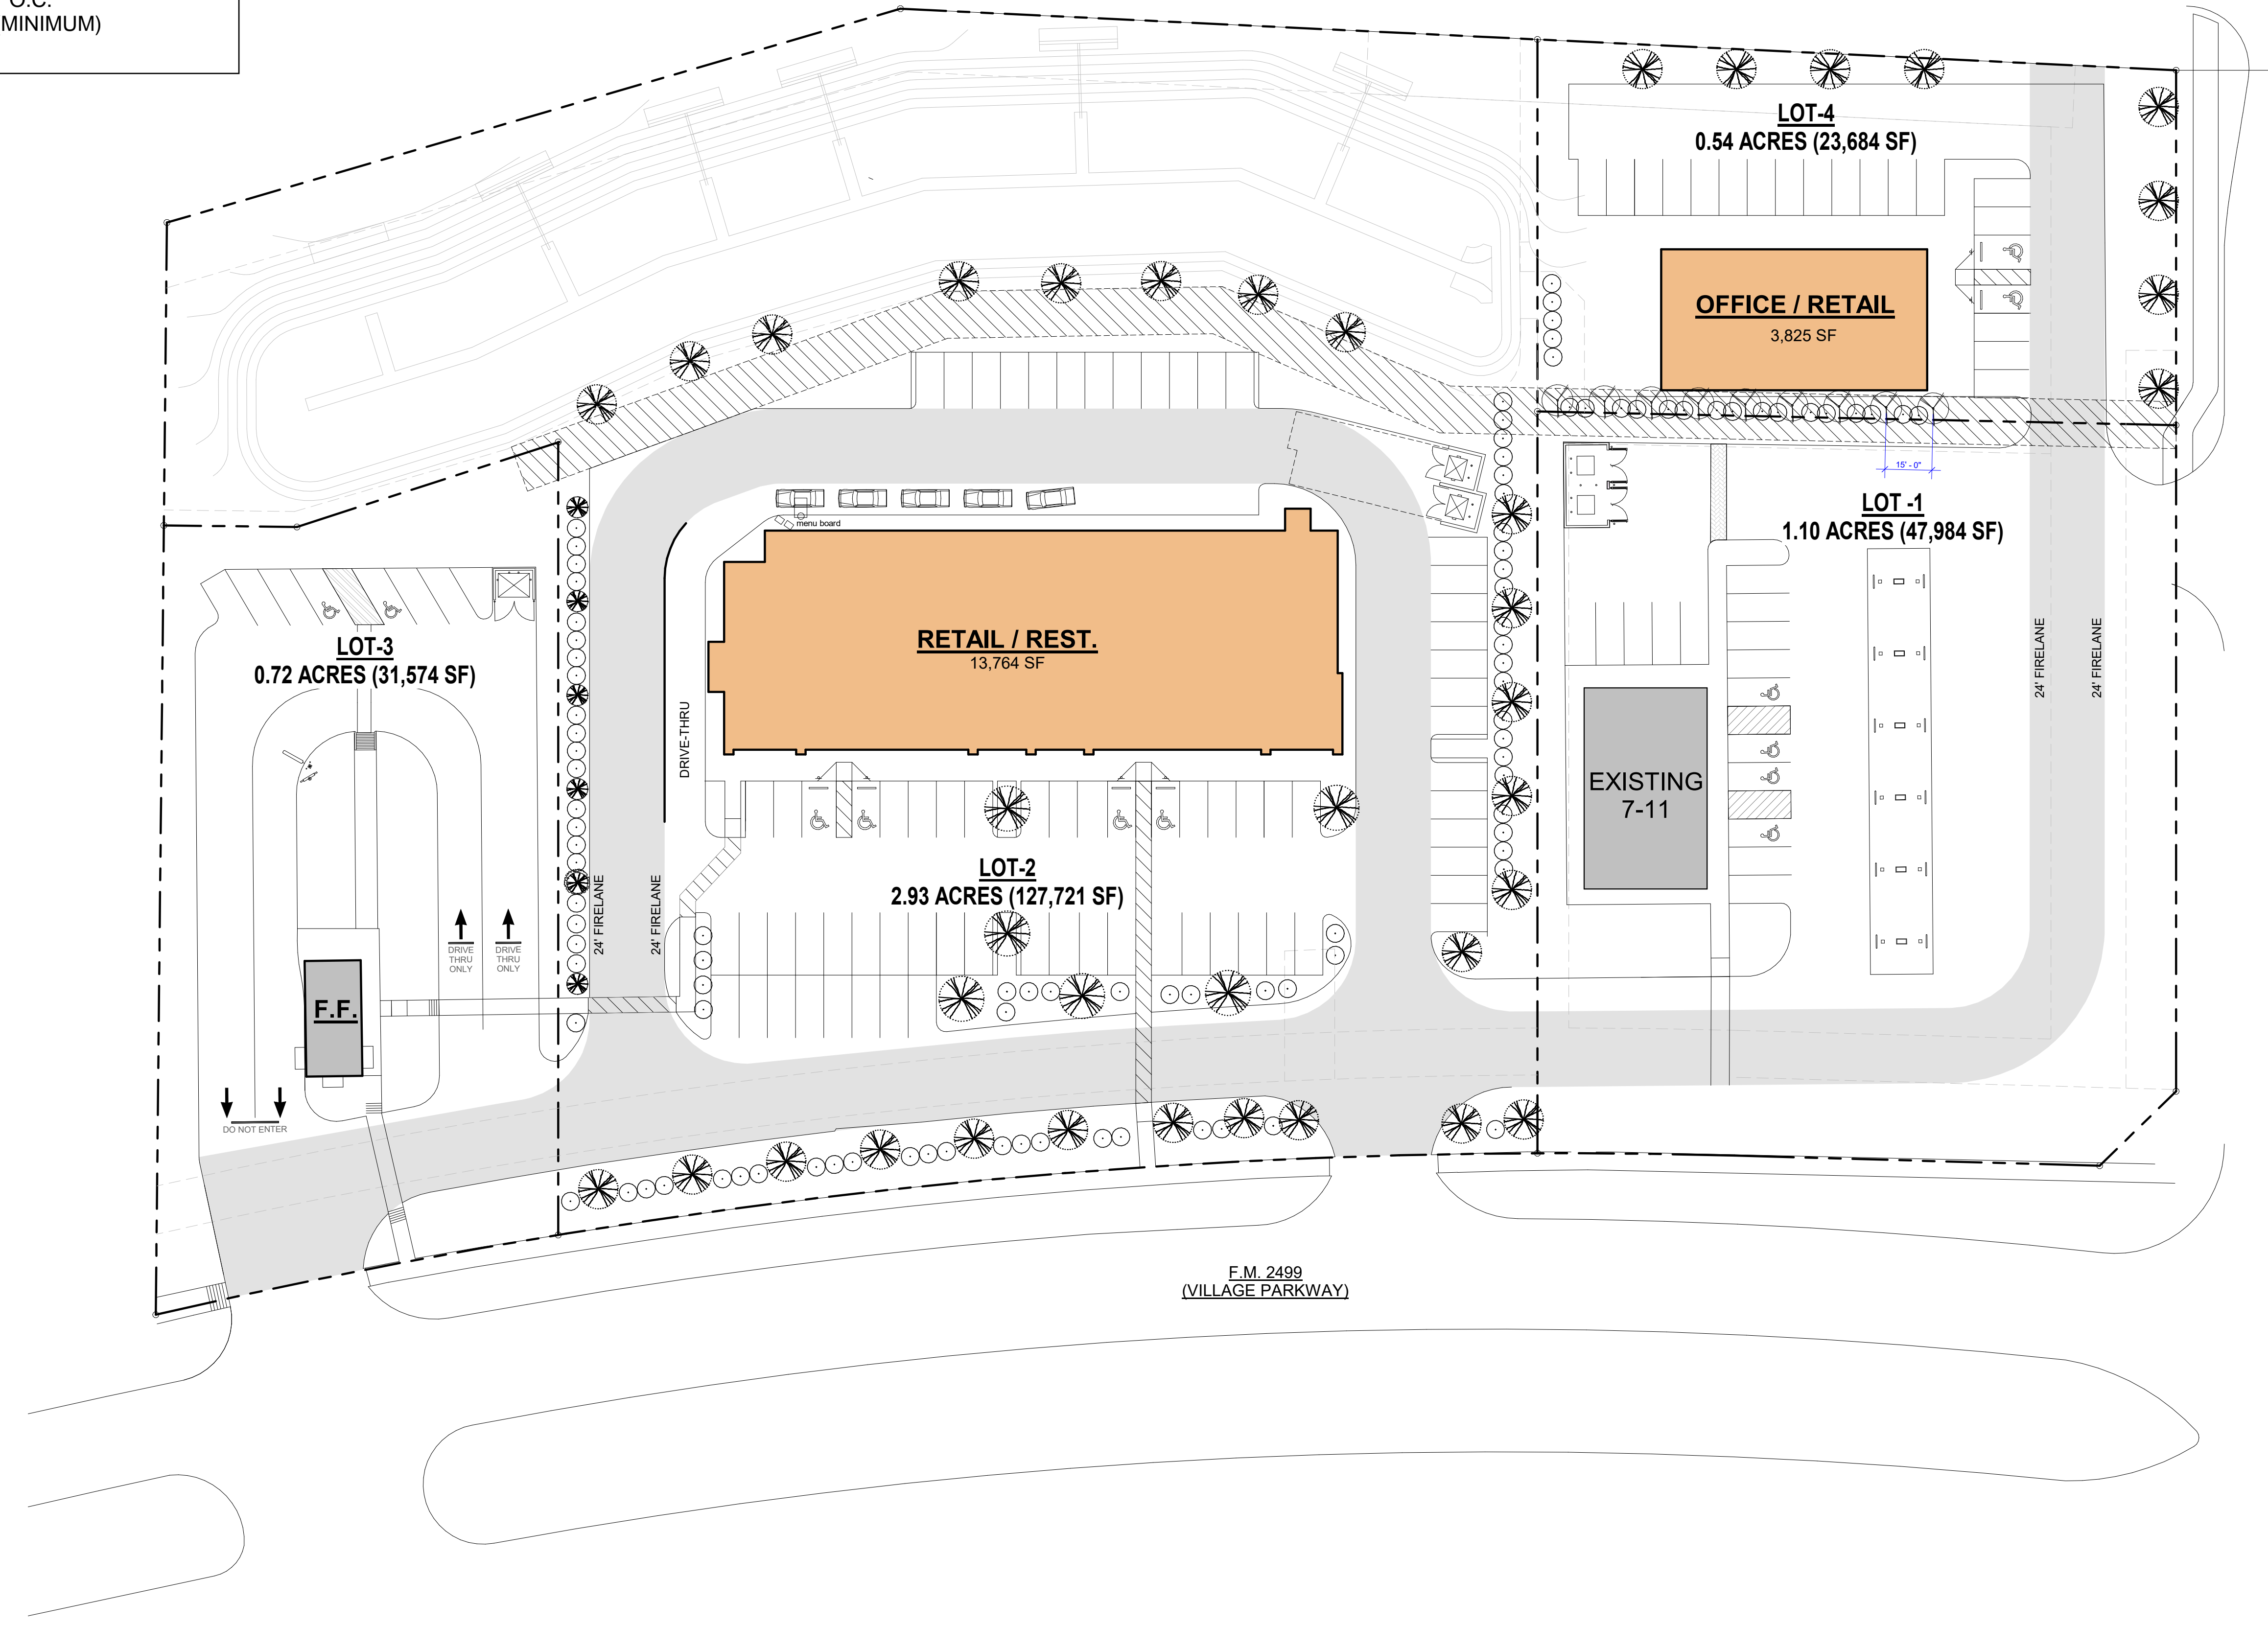 O.C.
MINIMUM)
LOT-4
0.54 ACRES (23,684 SF)
OFFICE / RETAIL
3,825 SF
15' - 0"
LOT -1
1.10 ACRES (47,984 SF)
menu board
RETAIL / REST.
13,764 SF
LOT-3
0.72 ACRES (31,574 SF)
24' FIRELANE
24' FIRELANE
DRIVE-THRU
EXISTING
7-11
LOT-2
2.93 ACRES (127,721 SF)
24' FIRELANE
24' FIRELANE
DRIVE
THRU
ONLY
DRIVE
THRU
ONLY
F.F.
DO NOT ENTER
F.M. 2499
(VILLAGE PARKWAY)